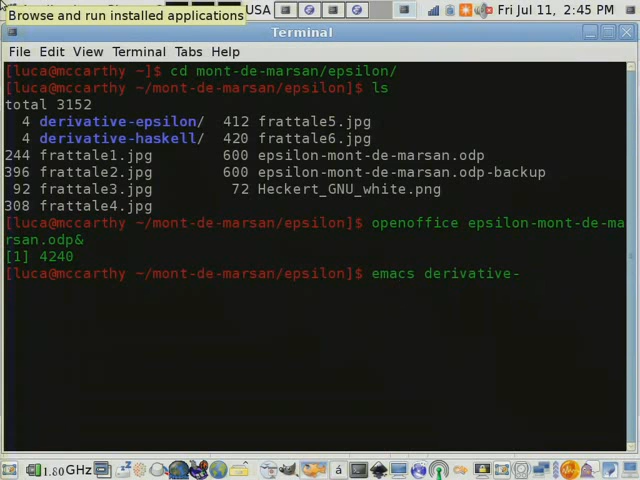 Browse and run installed applications
USA
Fri Jul 11, 2:45 PM
Terminal
File Edit View Terminal Tabs Help
[luca@mccarthy ~]$ cd mont-de-marsan/epsilon/
[luca@mccarthy ~/mont-de-marsan/epsilon]$ ls
total 3152
4 derivative-epsilon/ 412 frattale5.jpg
4 derivative-haskell/ 420 frattale6.jpg
244 frattale1.jpg 600 epsilon-mont-de-marsan.odp
396 frattale2.jpg 600 epsilon-mont-de-marsan.odp-backup
92 frattale3.jpg 72 Heckert_GNU_white.png
308 frattale4.jpg
[luca@mccarthy ~/mont-de-marsan/epsilon]$ openoffice epsilon-mont-de-ma
rsan.odp&
[1] 4240
[luca@mccarthy ~/mont-de-marsan/epsilon]$ emacs derivative-
1.80 GHz
á